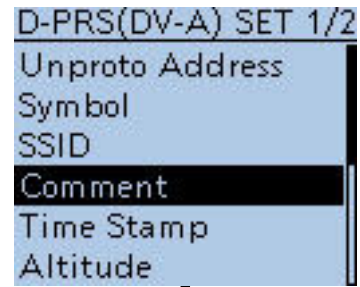 D-PRS(DV-A) SET 1/2
Unproto Address
Symbol
SSID
Comment
Time Stamp
Altitude